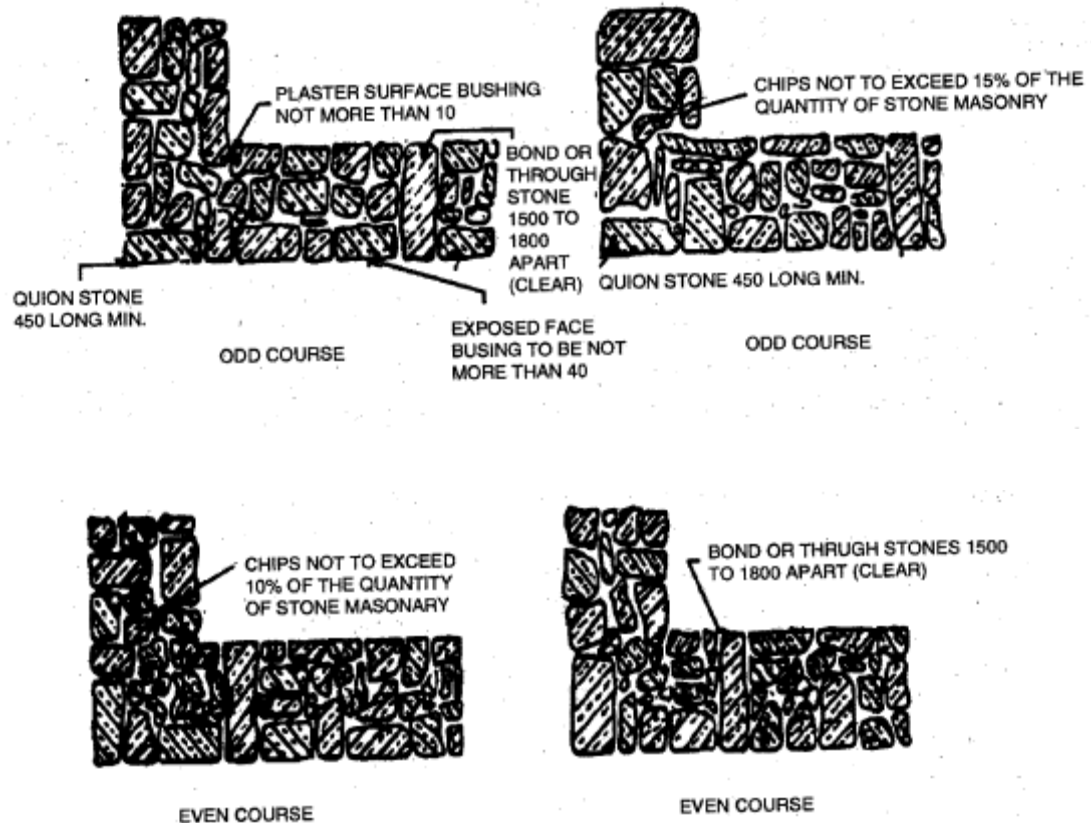 PLASTER SURFACE BUSHING
NOT MORE THAN 10
CHIPS NOT TO EXCEED 15% OF THE
QUANTITY OF STONE MASONRY
BOND OR
THROUGH
STONE
1500 TO
1800
APART
(CLEAR)
QUION STONE
450 LONG MIN.
QUION STONE 450 LONG MIN.
EXPOSED FACE
BUSING TO BE NOT
MORE THAN 40
ODD COURSE
ODD COURSE
CHIPS NOT TO EXCEED
10% OF THE QUANTITY
OF STONE MASONARY
BOND OR THRUGH STONES 1500
TO 1800 APART (CLEAR)
EVEN COURSE
EVEN COURSE